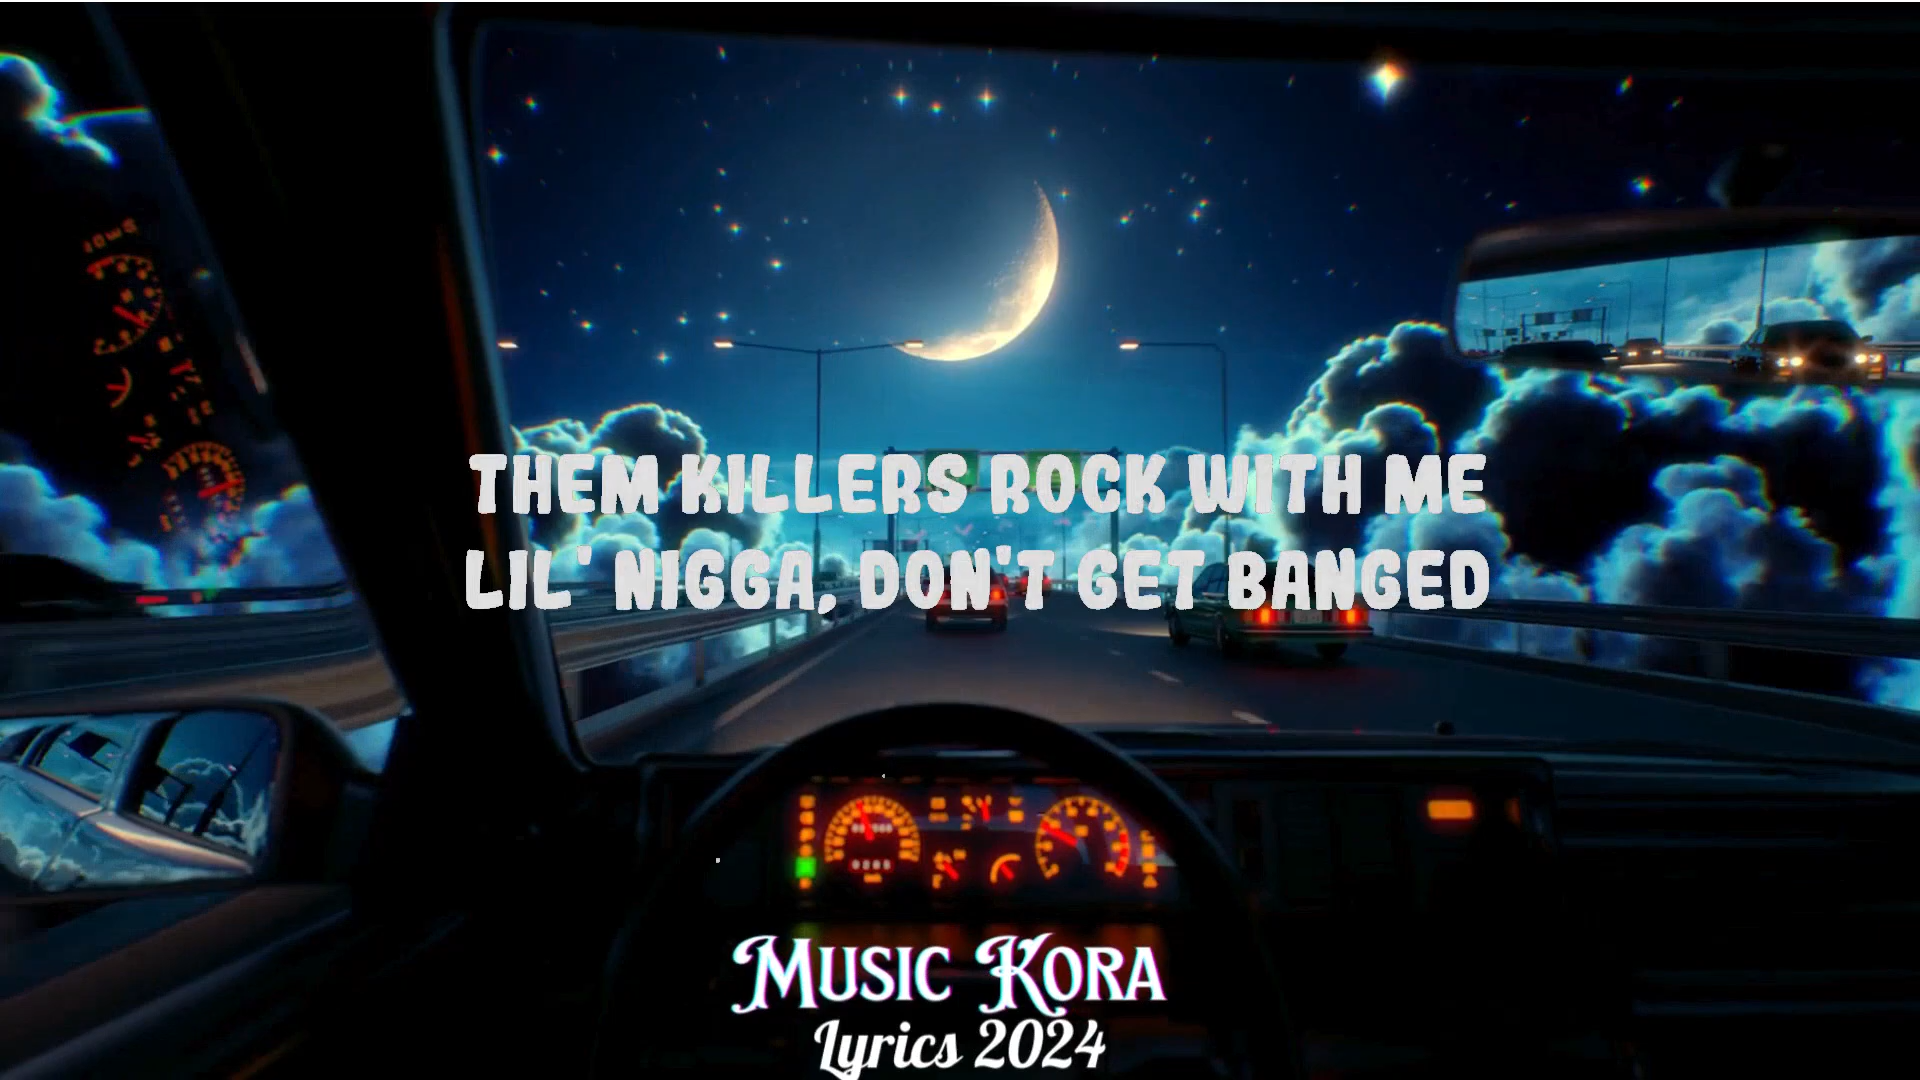 THEM KILLERS ROCK WITH ME
LIL' NIGGA, DON'T GET BANGED
MUSIC KORA
Lyrics 2024